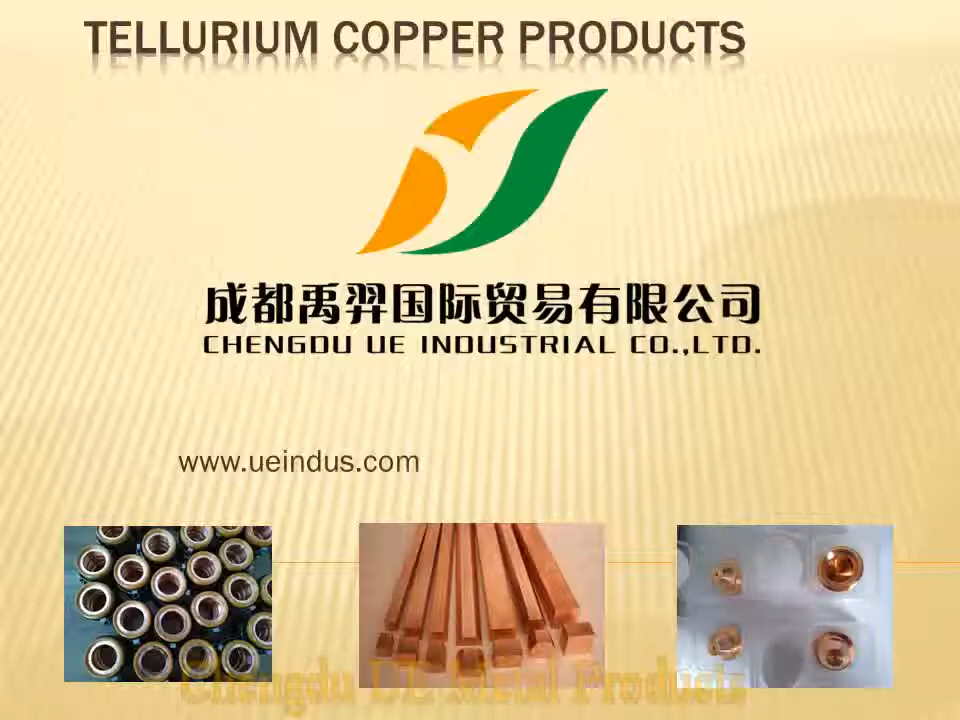 TELLURIUM COPPER PRODUCTS
成都禹羿国际贸易有限公司
CHENGDU UE INDUSTRIAL CO.,LTD.
www.ueindus.com
Chengdu UE Metal Products